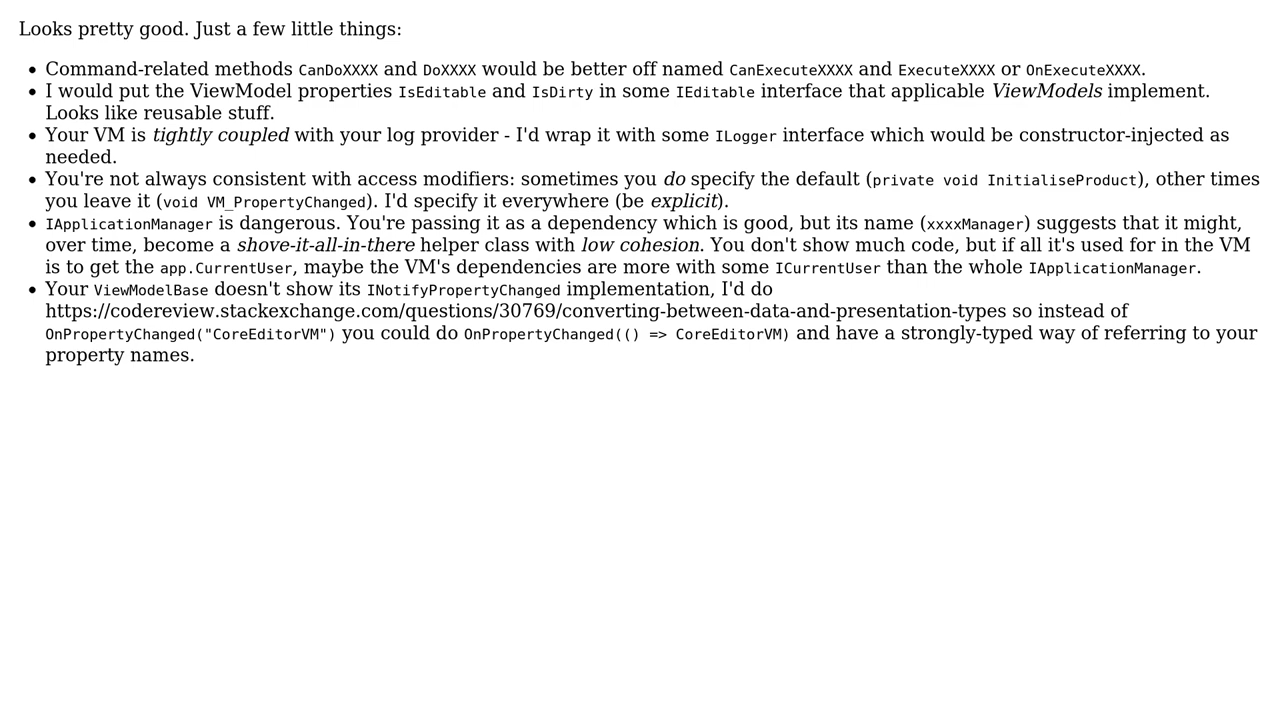 Looks pretty good. Just a few little things:
• Command-related methods CanDoXXXX and DoXXXX would be better off named CanExecuteXXXX and ExecuteXXXX or OnExecuteXXXX.
• I would put the ViewModel properties IsEditable and IsDirty in some IEditable interface that applicable ViewModels implement.
Looks like reusable stuff.
• Your VM is tightly coupled with your log provider - I'd wrap it with some ILogger interface which would be constructor-injected as
needed.
• You're not always consistent with access modifiers: sometimes you do specify the default (private void InitialiseProduct), other times
you leave it (void VM_PropertyChanged). I'd specify it everywhere (be explicit).
• IApplicationManager is dangerous. You're passing it as a dependency which is good, but its name (xxxxManager) suggests that it might,
over time, become a shove-it-all-in-there helper class with low cohesion. You don't show much code, but if all it's used for in the VM
is to get the app.CurrentUser, maybe the VM's dependencies are more with some ICurrentUser than the whole IApplicationManager.
• Your ViewModelBase doesn't show its INotifyPropertyChanged implementation, I'd do
https://codereview.stackexchange.com/questions/30769/converting-between-data-and-presentation-types so instead of
OnPropertyChanged("CoreEditorVM") you could do OnPropertyChanged(() => CoreEditorVM) and have a strongly-typed way of referring to your
property names.